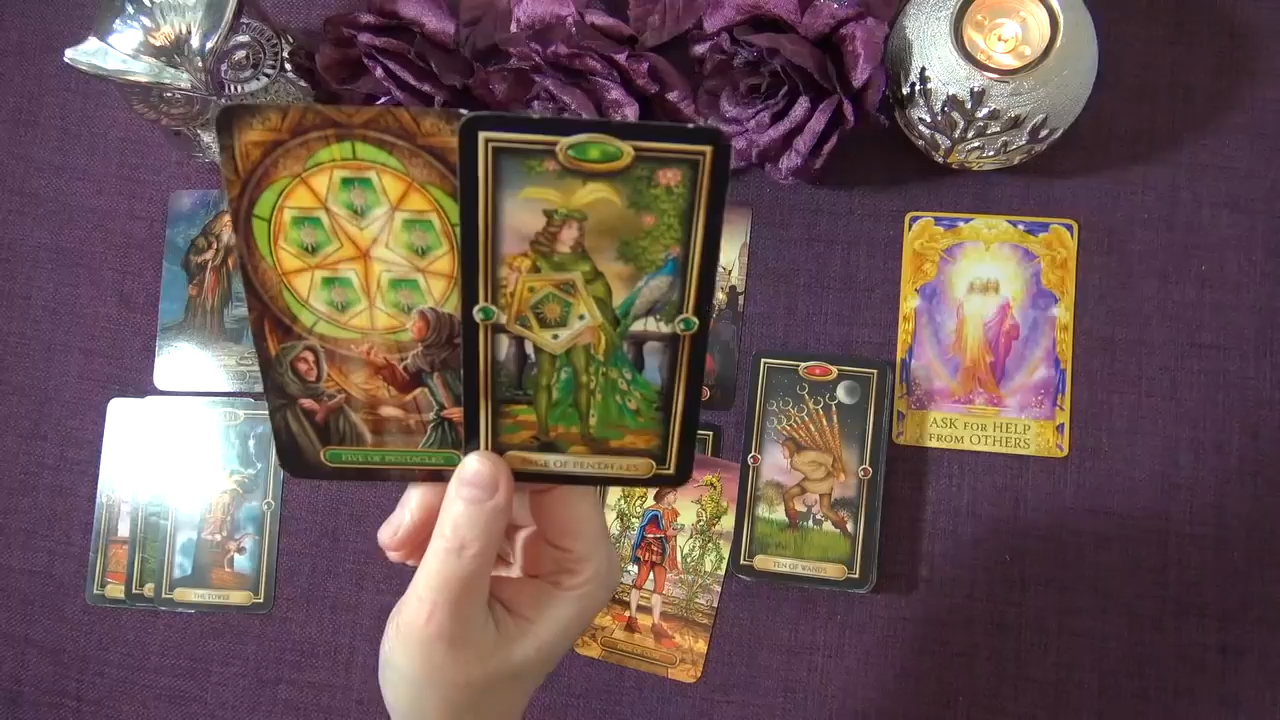 FIVE OF PENTACLES
PAGE OF PENTACLES
ASK FOR HELP
FROM OTHERS
TEN OF WANDS
THE TOWER